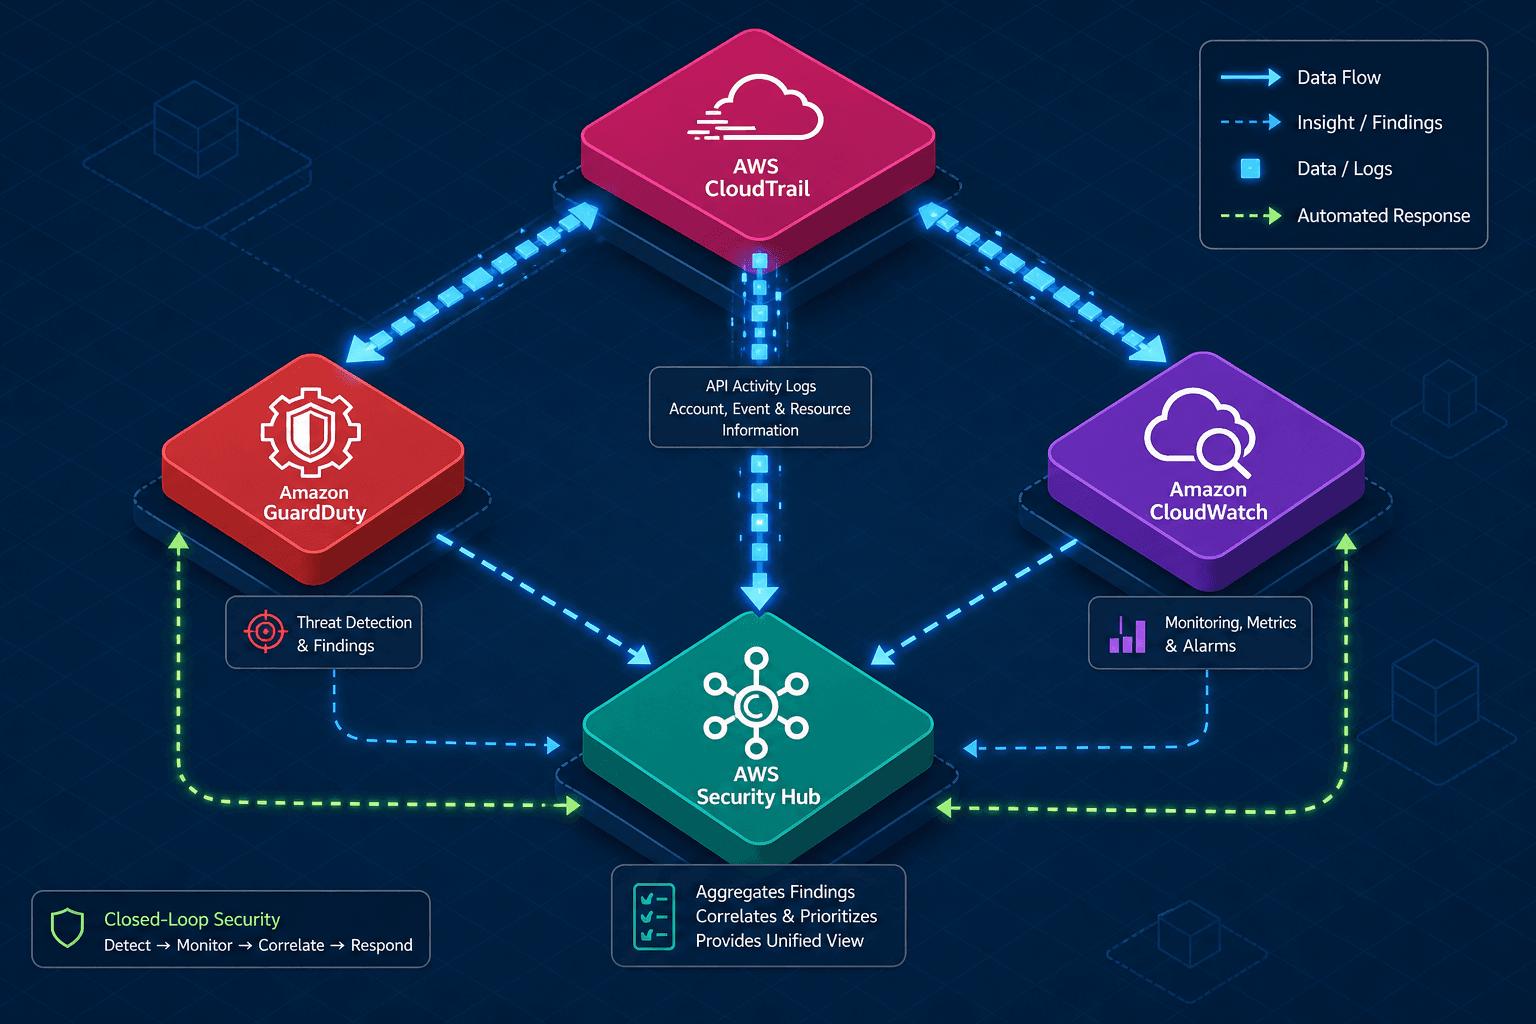 AWS
CloudTrail
Data Flow
Insight / Findings
Data / Logs
Automated Response
API Activity Logs
Account, Event & Resource
Information
Amazon
GuardDuty
Amazon
CloudWatch
Threat Detection
& Findings
Monitoring, Metrics
& Alarms
AWS
Security Hub
Aggregates Findings
Correlates & Prioritizes
Provides Unified View
Closed-Loop Security
Detect → Monitor → Correlate → Respond